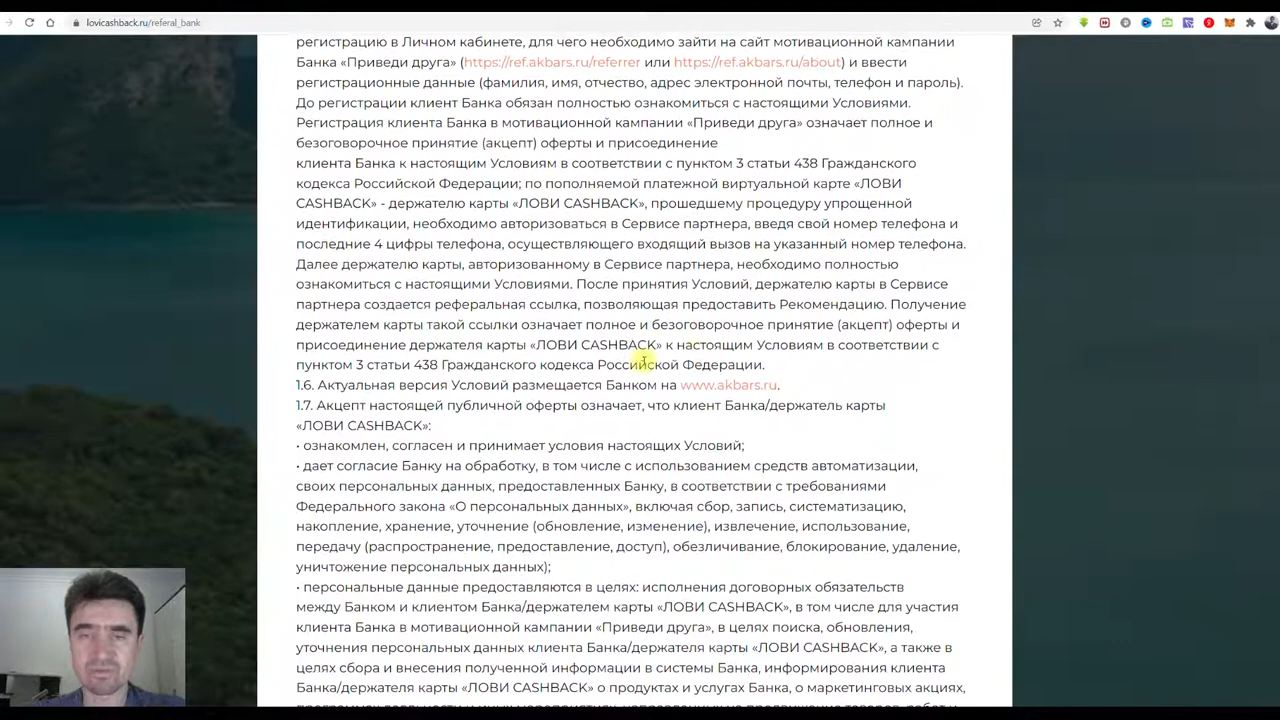 lovicashback.ru/referal_bank
регистрацию в Личном кабинете, для чего необходимо зайти на сайт мотивационной кампании
Банка «Приведи друга» (https://ref.akbars.ru/referrer или https://ref.akbars.ru/about) и ввести
регистрационные данные (фамилия, имя, отчество, адрес электронной почты, телефон и пароль).
До регистрации клиент Банка обязан полностью ознакомиться с настоящими Условиями.
Регистрация клиента Банка в мотивационной кампании «Приведи друга» означает полное и
безоговорочное принятие (акцепт) оферты и присоединение
клиента Банка к настоящим Условиям в соответствии с пунктом 3 статьи 438 Гражданского
кодекса Российской Федерации; по пополняемой платежной виртуальной карте «ЛОВИ
CASHBACK» - держателю карты «ЛОВИ CASHBACK», прошедшему процедуру упрощенной
идентификации, необходимо авторизоваться в Сервисе партнера, введя свой номер телефона и
последние 4 цифры телефона, осуществляющего входящий вызов на указанный номер телефона.
Далее держателю карты, авторизованному в Сервисе партнера, необходимо полностью
ознакомиться с настоящими Условиями. После принятия Условий, держателю карты в Сервисе
партнера создается реферальная ссылка, позволяющая предоставить Рекомендацию. Получение
держателем карты такой ссылки означает полное и безоговорочное принятие (акцепт) оферты и
присоединение держателя карты «ЛОВИ CASHBACK» к настоящим Условиям в соответствии с
пунктом 3 статьи 438 Гражданского кодекса Российской Федерации.
1.6. Актуальная версия Условий размещается Банком на www.akbars.ru.
1.7. Акцепт настоящей публичной оферты означает, что клиент Банка/держатель карты
«ЛОВИ CASHBACK»:
• ознакомлен, согласен и принимает условия настоящих Условий;
• дает согласие Банку на обработку, в том числе с использованием средств автоматизации,
своих персональных данных, предоставленных Банку, в соответствии с требованиями
Федерального закона «О персональных данных», включая сбор, запись, систематизацию,
накопление, хранение, уточнение (обновление, изменение), извлечение, использование,
передачу (распространение, предоставление, доступ), обезличивание, блокирование, удаление,
уничтожение персональных данных);
• персональные данные предоставляются в целях: исполнения договорных обязательств
между Банком и клиентом Банка/держателем карты «ЛОВИ CASHBACK», в том числе для участия
клиента Банка в мотивационной кампании «Приведи друга», в целях поиска, обновления,
уточнения персональных данных клиента Банка/держателя карты «ЛОВИ CASHBACK», а также в
целях сбора и внесения полученной информации в системы Банка, информирования клиента
Банка/держателя карты «ЛОВИ CASHBACK» о продуктах и услугах Банка, о маркетинговых акциях,